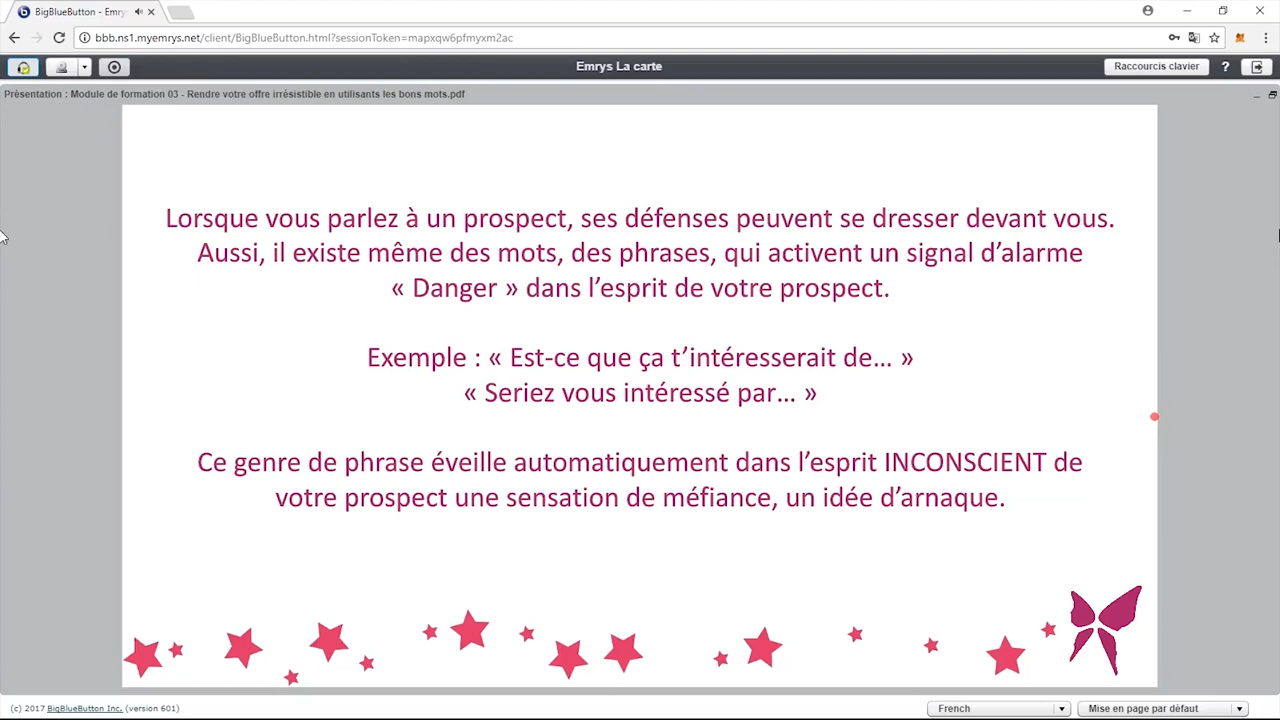 BigBlueButton - Emry
bbb.ns1.myemrys.net/client/BigBlueButton.html?sessionToken=mapxqw6pfmyxm2ac
Emrys La carte
Raccourcis clavier
?
Présentation : Module de formation 03 - Rendre votre offre irrésistible en utilisants les bons mots.pdf
Lorsque vous parlez à un prospect, ses défenses peuvent se dresser devant vous.
Aussi, il existe même des mots, des phrases, qui activent un signal d’alarme
« Danger » dans l’esprit de votre prospect.
Exemple : « Est-ce que ça t’intéresserait de... »
« Seriez vous intéressé par... »
Ce genre de phrase éveille automatiquement dans l’esprit INCONSCIENT de
votre prospect une sensation de méfiance, un idée d’arnaque.
(c) 2017 BigBlueButton Inc. (version 601)
French
Mise en page par défaut